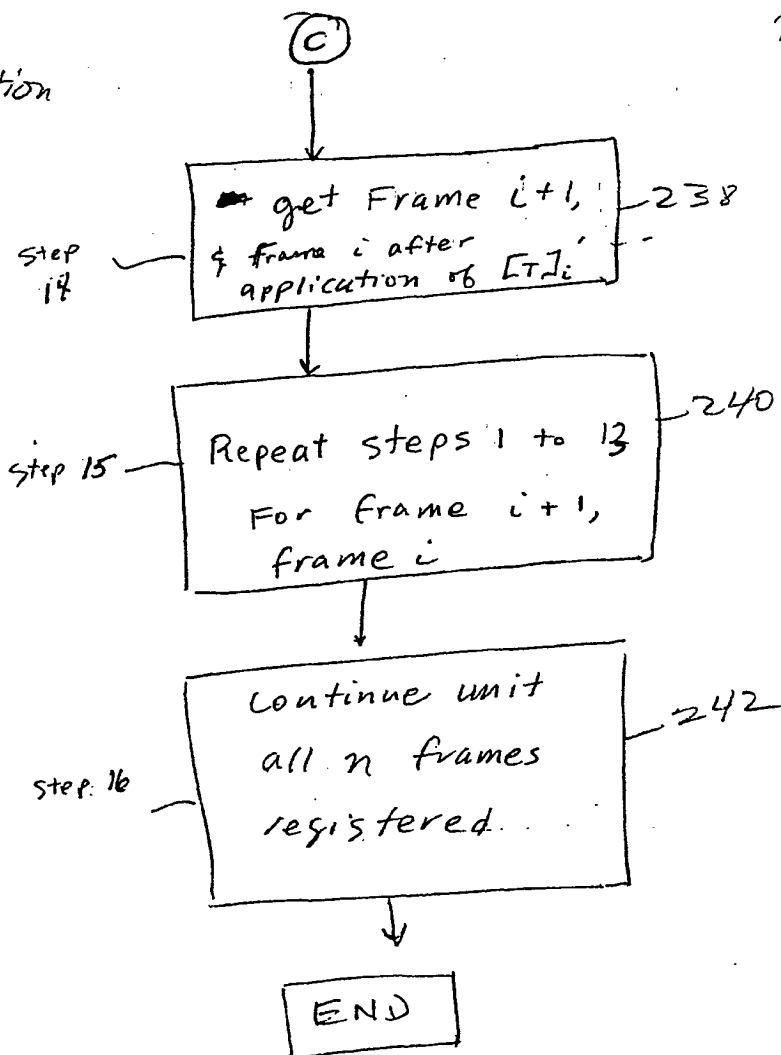 C
tion
get Frame i+1,
& frame i after
application of [T]i
238
step
14
Repeat steps 1 to 13
For frame i+1,
frame i
240
step 15
Continue unit
all n frames
registered
242
step. 16
END